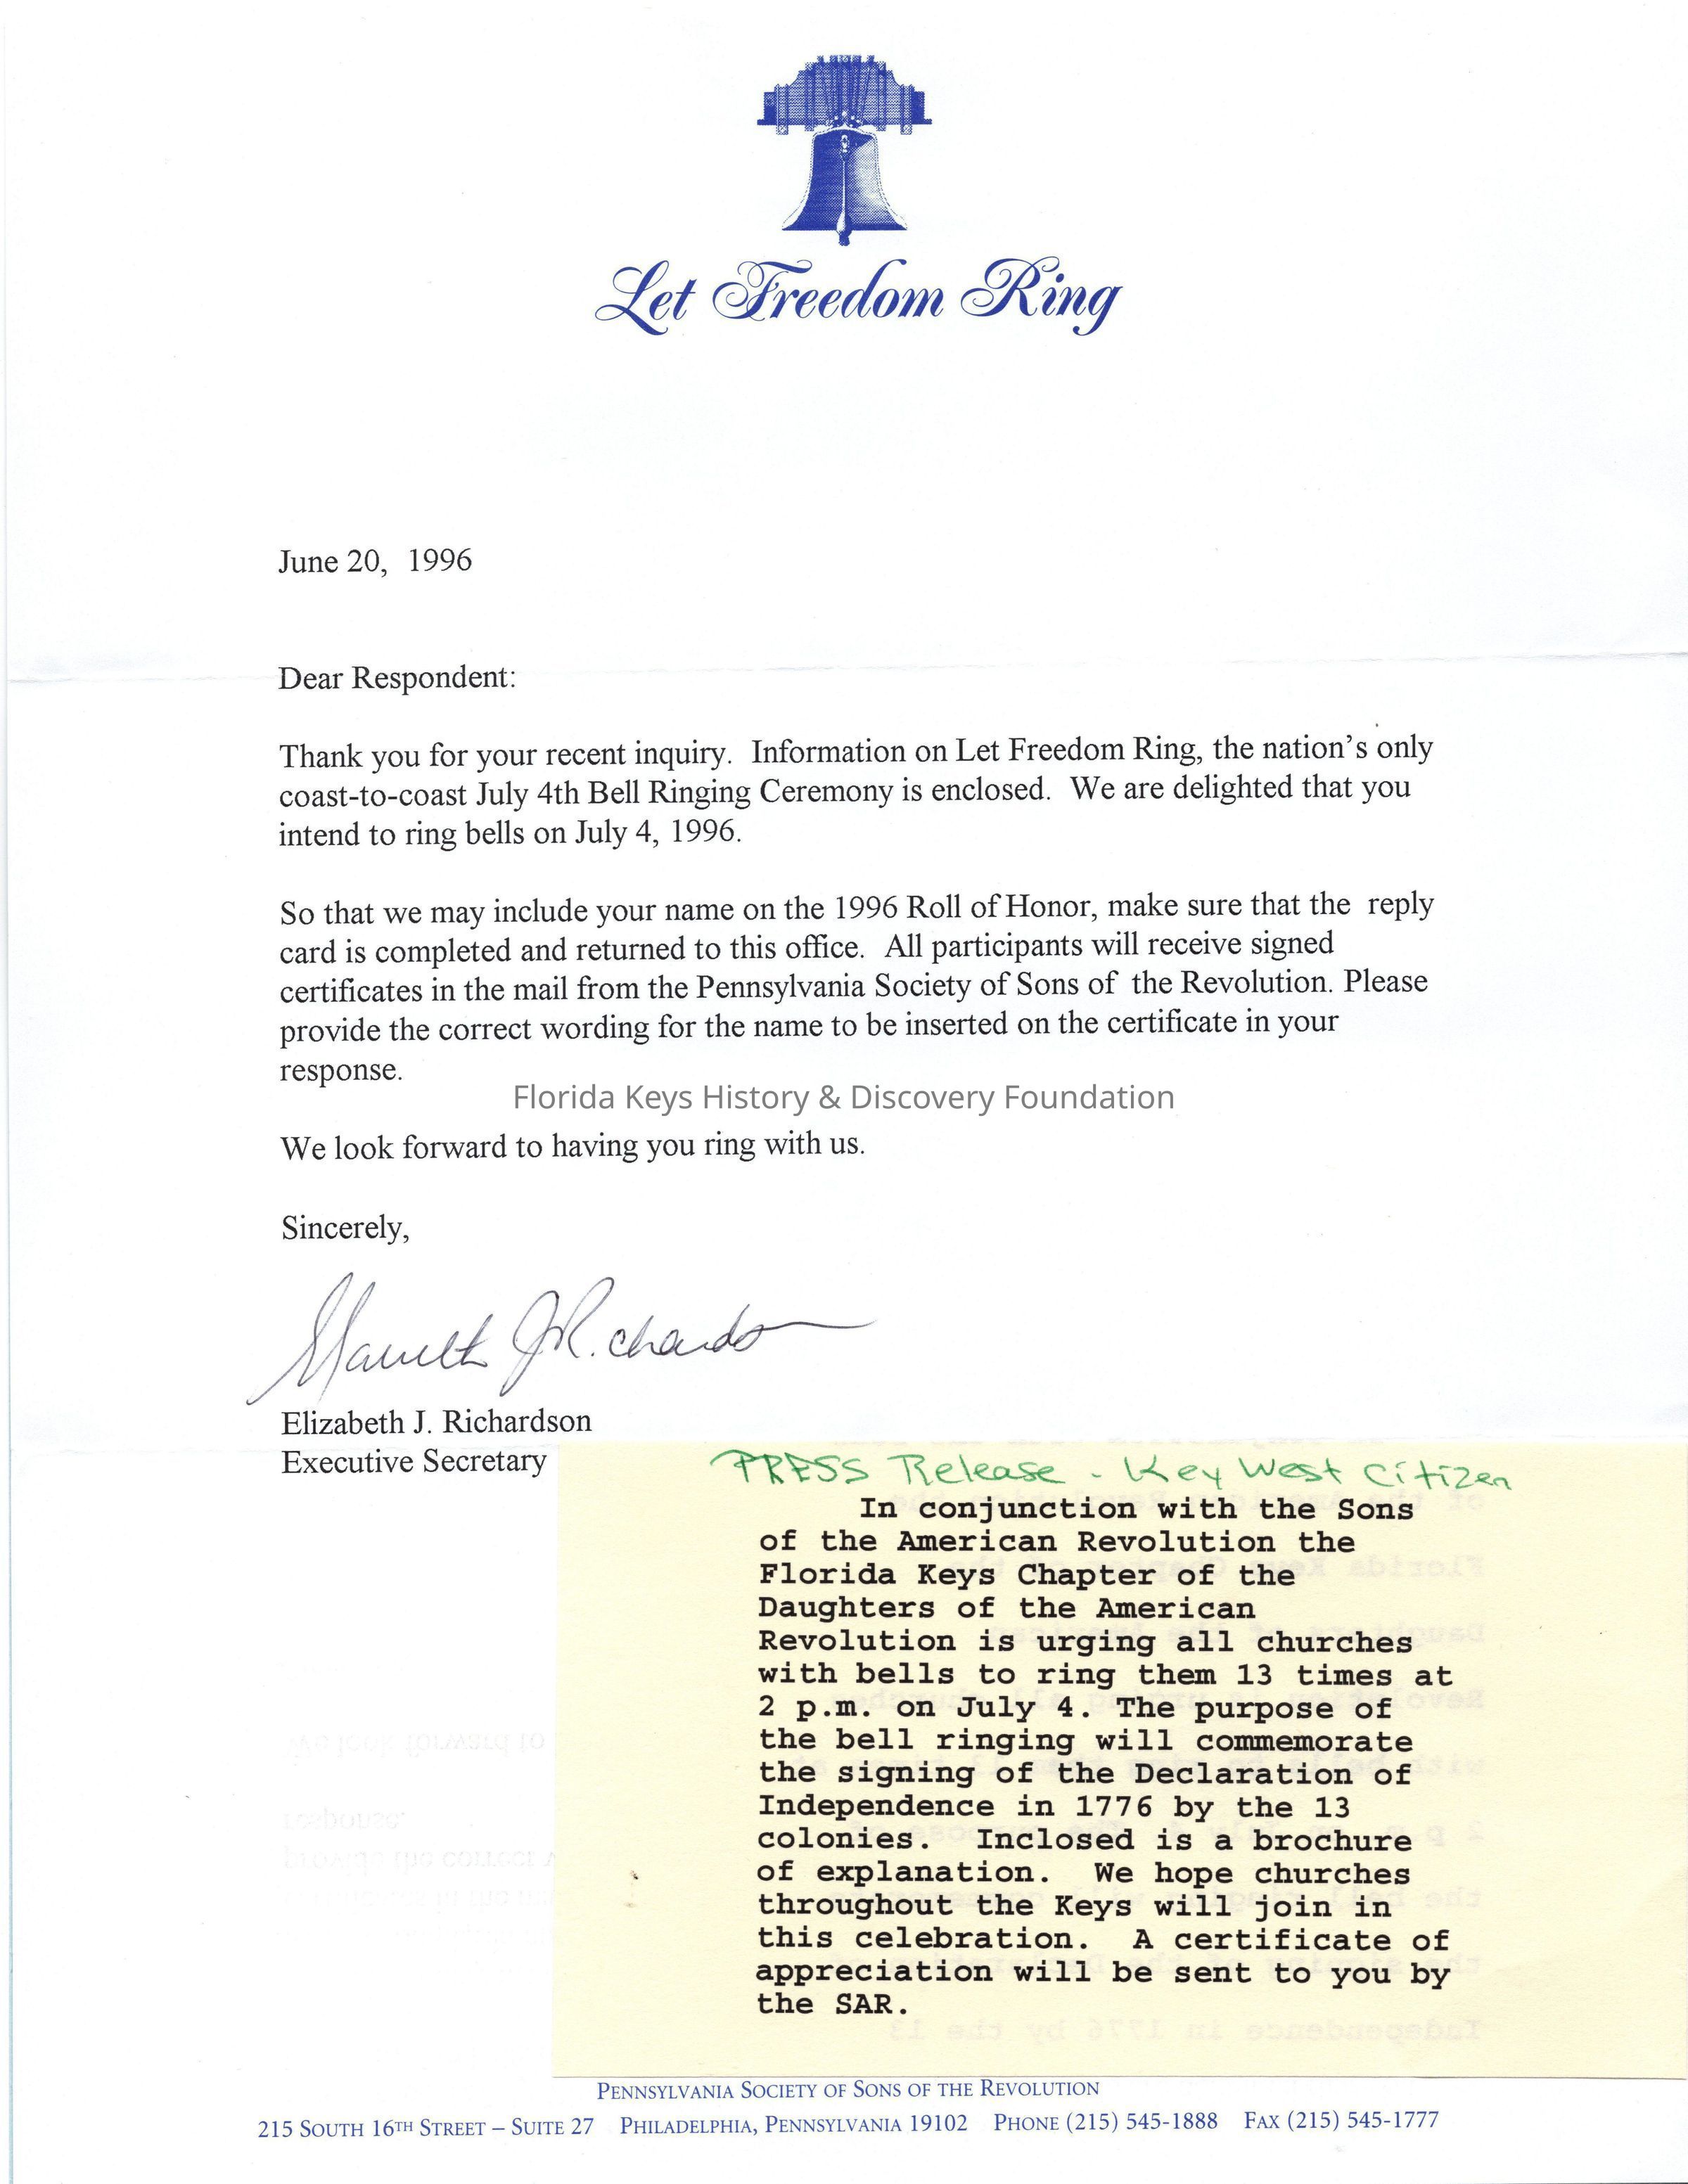 Let Freedom Ring
June 20, 1996
Dear Respondent:
Thank you for your recent inquiry. Information on Let Freedom Ring, the nation's only
coast-to-coast July 4th Bell Ringing Ceremony is enclosed. We are delighted that you
intend to ring bells on July 4, 1996.
So that we may include your name on the 1996 Roll of Honor, make sure that the reply
card is completed and returned to this office. All participants will receive signed
certificates in the mail from the Pennsylvania Society of Sons of the Revolution. Please
provide the correct wording for the name to be inserted on the certificate in your
response.
Florida Keys History & Discovery Foundation
We look forward to having you ring with us.
Sincerely,
Elizabeth J. Richardson
Executive Secretary
PRESS Release - Key West Citizen
In conjunction with the Sons
of the American Revolution the
Florida Keys Chapter of the
Daughters of the American
Revolution is urging all churches
with bells to ring them 13 times at
2 p.m. on July 4. The purpose of
the bell ringing will commemorate
the signing of the Declaration of
Independence in 1776 by the 13
colonies. Inclosed is a brochure
of explanation. We hope churches
throughout the Keys will join in
this celebration. A certificate of
appreciation will be sent to you by
the SAR.
PENNSYLVANIA SOCIETY OF SONS OF THE REVOLUTION
215 SOUTH 16TH STREET – SUITE 27 PHILADELPHIA, PENNSYLVANIA 19102 PHONE (215) 545-1888 FAX (215) 545-1777